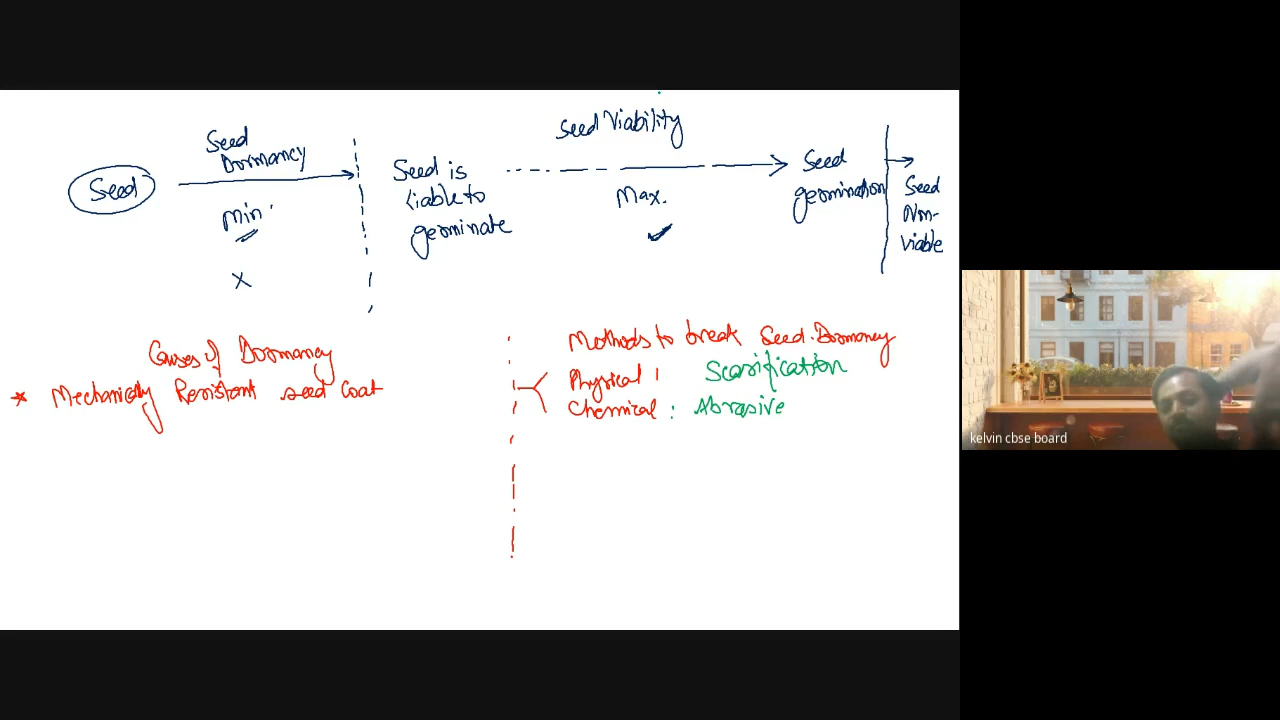 Seed
Seed
Dormancy
Min.
X
Seed is
liable to
germinate
Seed Viability
Max.
Seed
germination
Seed
Non-
viable
Causes of Dormancy
* Mechanically Resistant seed coat
Methods to break Seed Dormancy
Physical : Scarification
Chemical : Abrasive
kelvin cbse board